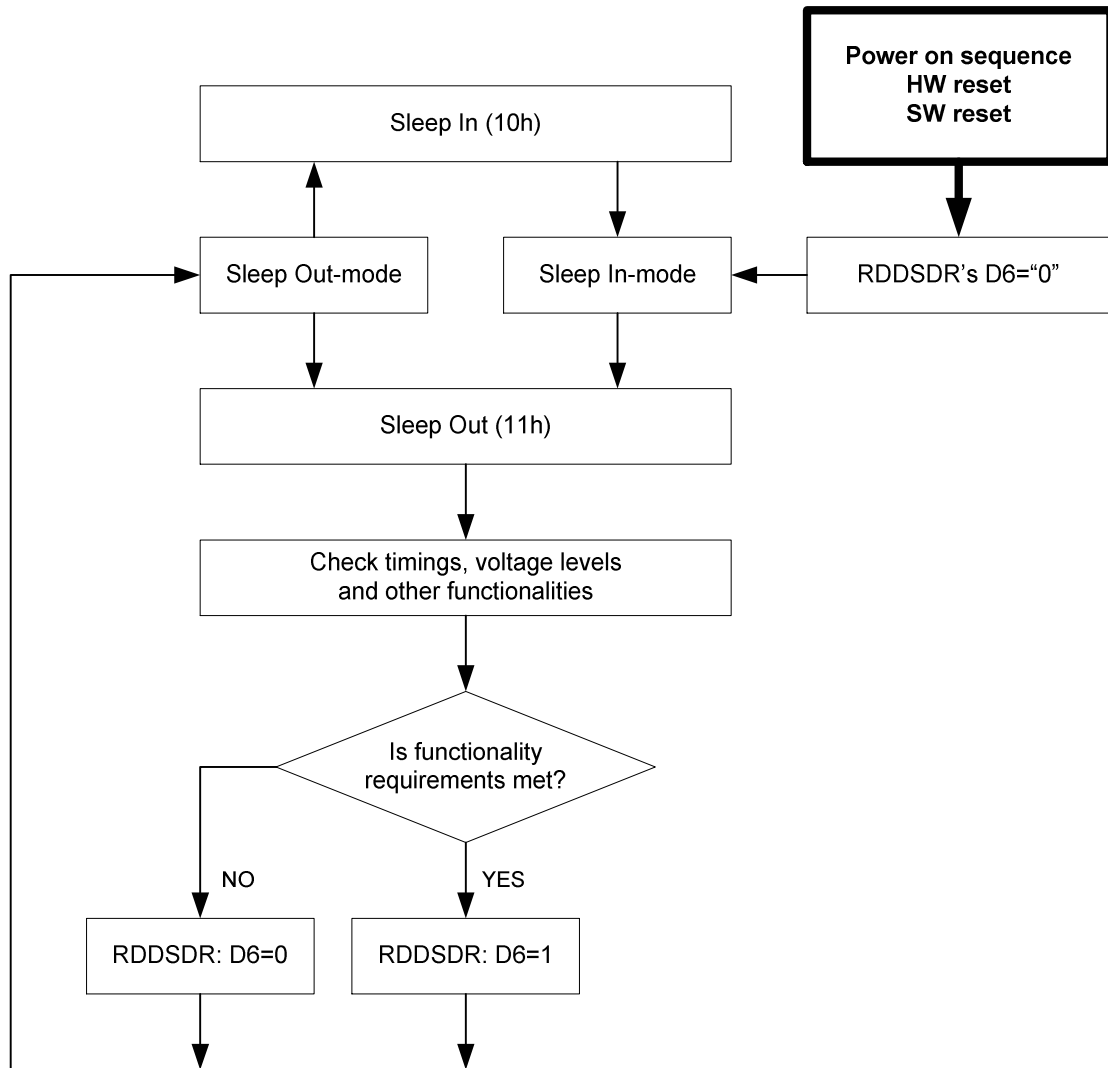 Power on sequence
HW reset
SW reset
Sleep In (10h)
Sleep Out-mode
Sleep In-mode
RDDSDR’s D6=“0”
Sleep Out (11h)
Check timings, voltage levels
and other functionalities
Is functionality
requirements met?
NO
YES
RDDSDR: D6=0
RDDSDR: D6=1